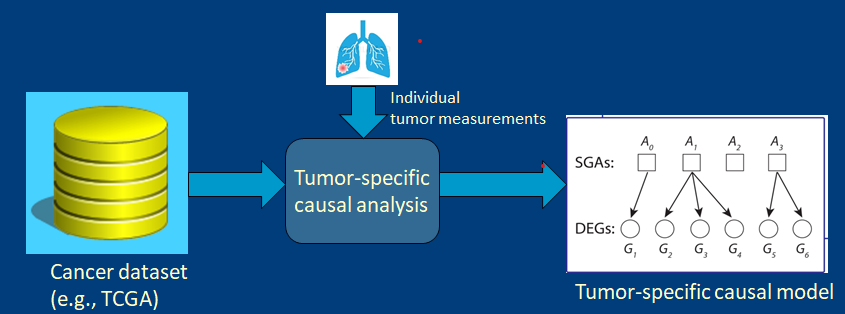 Individual
tumor measurements
Tumor-specific
causal analysis
Cancer dataset
(e.g., TCGA)
A₀ A₁ A₂ A₃
SGAs:
DEGs:
G₁ G₂ G₃ G₄ G₅ G₆
Tumor-specific causal model